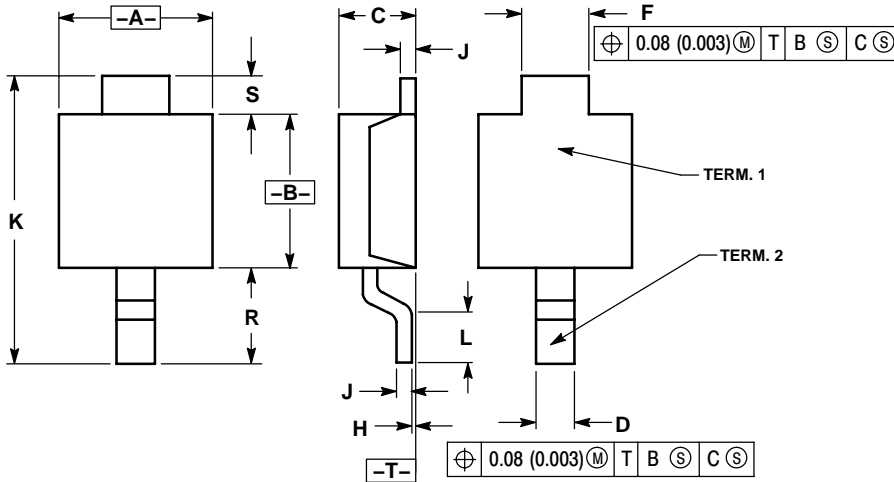 –A–
C
F
J
⌖ 0.08 (0.003) Ⓜ T B Ⓢ C Ⓢ
S
K
–B–
TERM. 1
TERM. 2
R
L
J
H
D
–T–
⌖ 0.08 (0.003) Ⓜ T B Ⓢ C Ⓢ